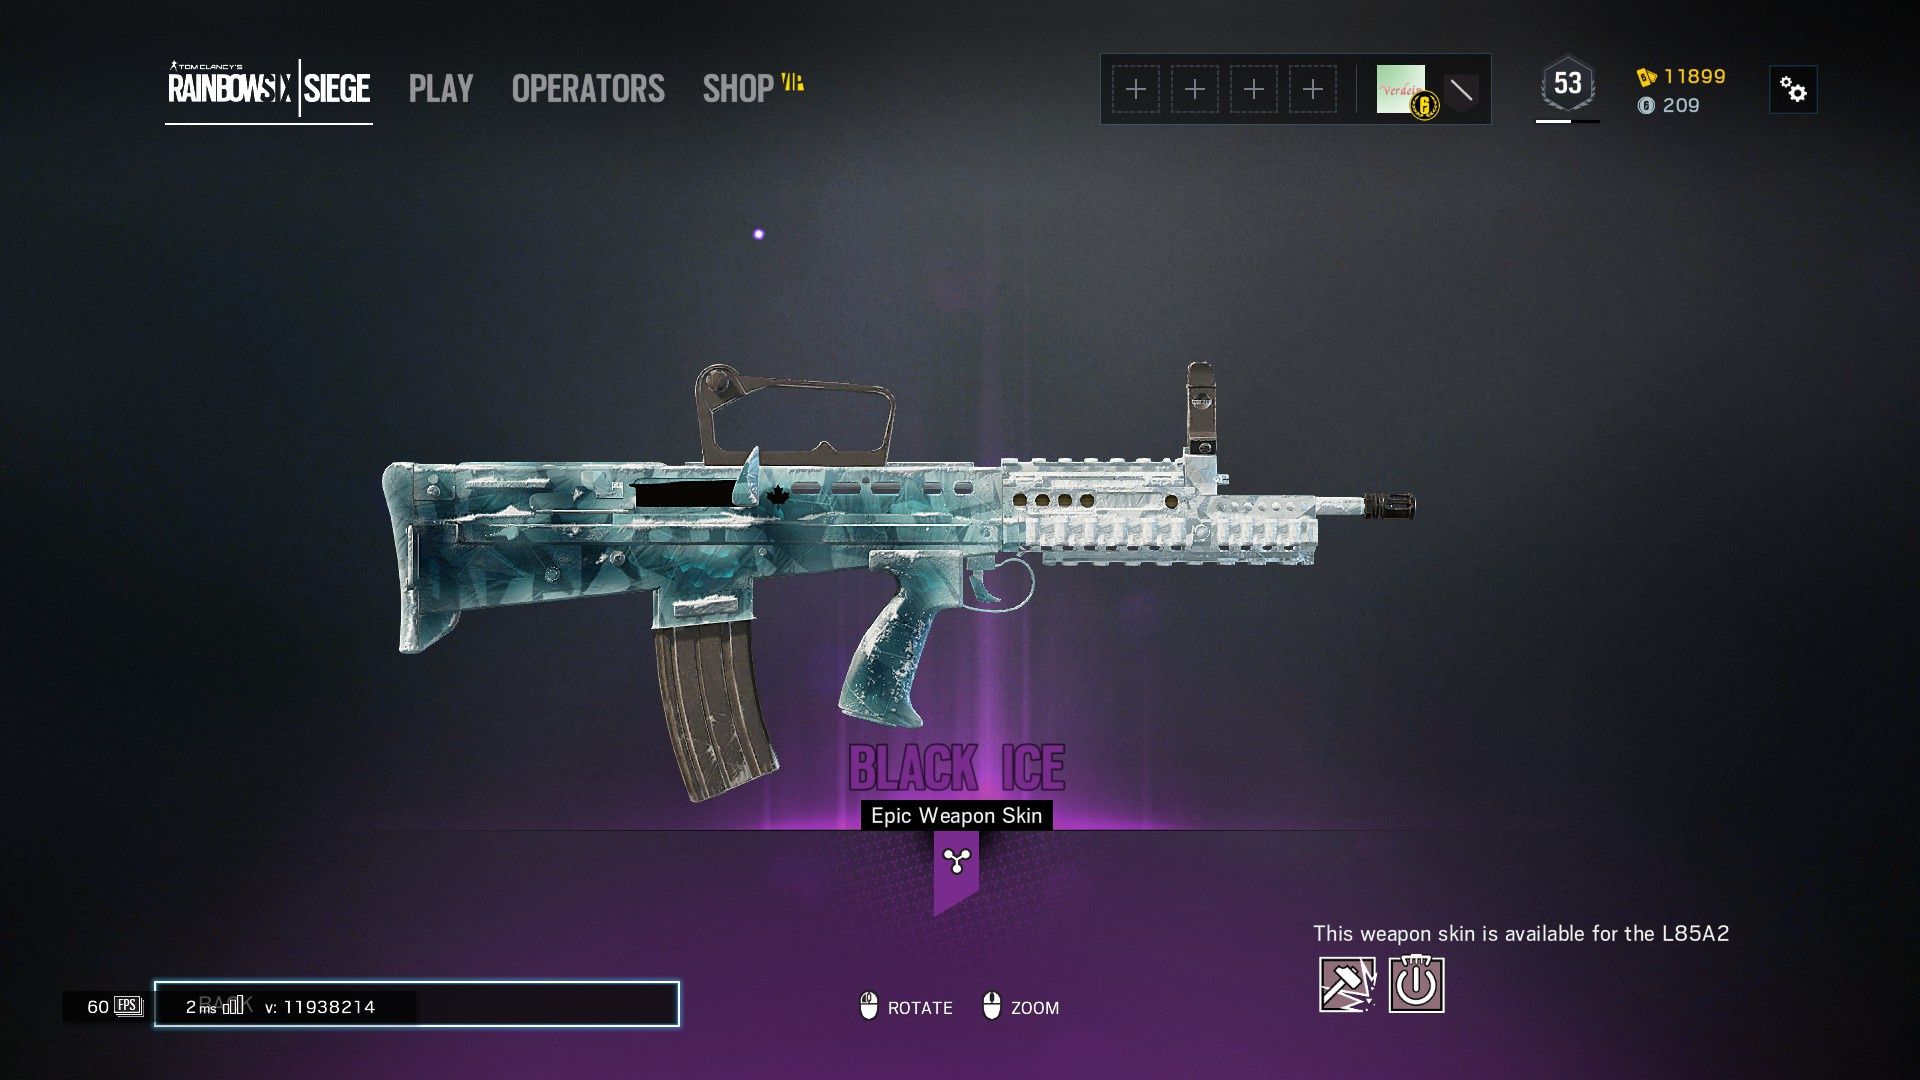 TOM CLANCY'S
RAINBOWSIX | SIEGE
PLAY
OPERATORS
SHOP
53
11899
209
BLACK ICE
Epic Weapon Skin
This weapon skin is available for the L85A2
60 FPS
BACK
2 ms
v: 11938214
ROTATE
ZOOM